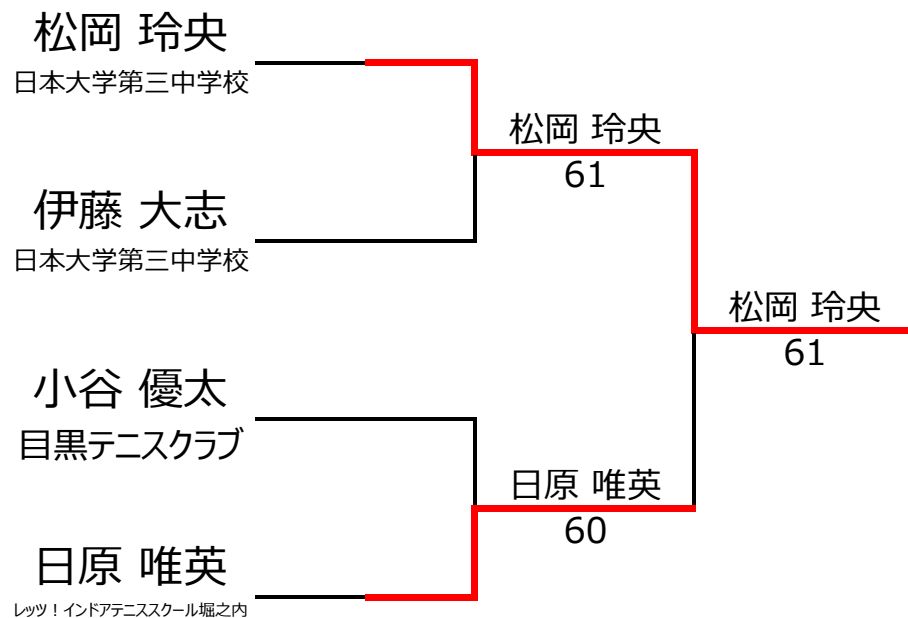 松岡 玲央
日本大学第三中学校
松岡 玲央
61
伊藤 大志
日本大学第三中学校
松岡 玲央
61
小谷 優太
目黒テニスクラブ
日原 唯英
60
日原 唯英
レッツ！インドアテニススクール堀之内